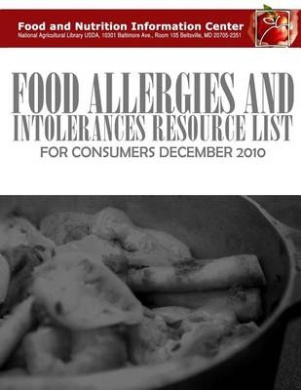 Food and Nutrition Information Center
National Agricultural Library USDA, 10301 Baltimore Ave., Room 105 Beltsville, MD 20705-2351
FOOD ALLERGIES AND
INTOLERANCES RESOURCE LIST
FOR CONSUMERS DECEMBER 2010